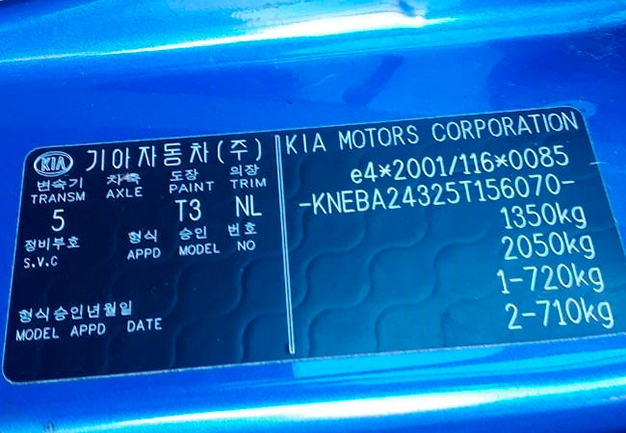 KIA 기아자동차(주)
변속기 차축 도장 의장
TRANSM AXLE PAINT TRIM
5 T3 NL
정비부호 형식 승인 번호
S.V.C APPD MODEL NO
형식승인년월일
MODEL APPD DATE
KIA MOTORS CORPORATION
e4*2001/116*0085
-KNEBA24325T156070-
1350kg
2050kg
1-720kg
2-710kg